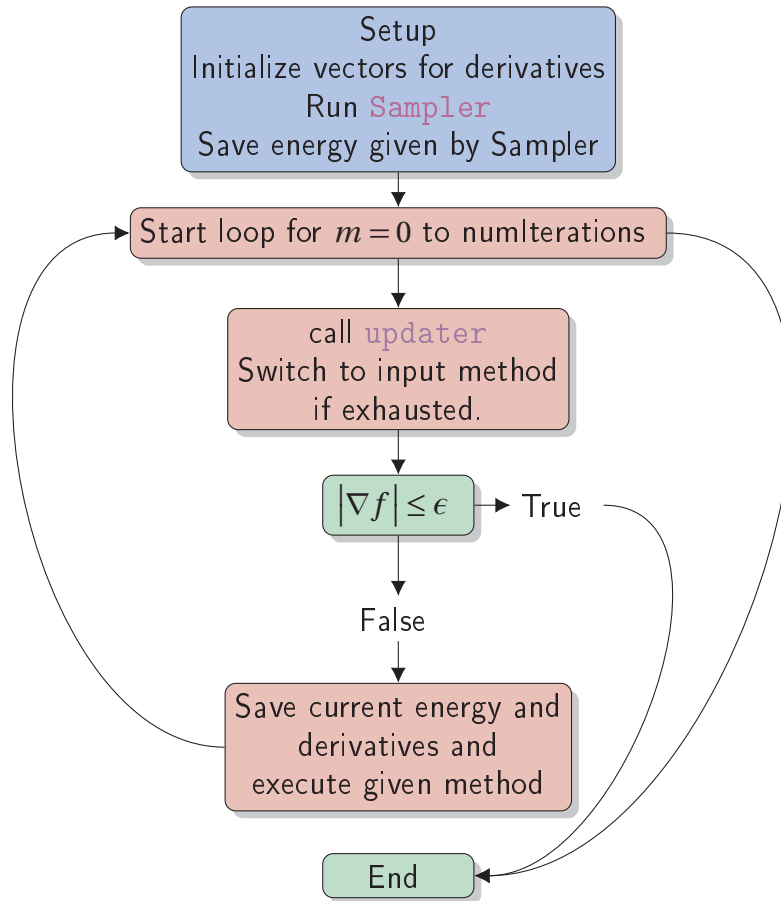 Setup
Initialize vectors for derivatives
Run Sampler
Save energy given by Sampler
Start loop for m = 0 to numIterations
call updater
Switch to input method
if exhausted.
|∇f| ≤ ϵ
True
False
Save current energy and
derivatives and
execute given method
End